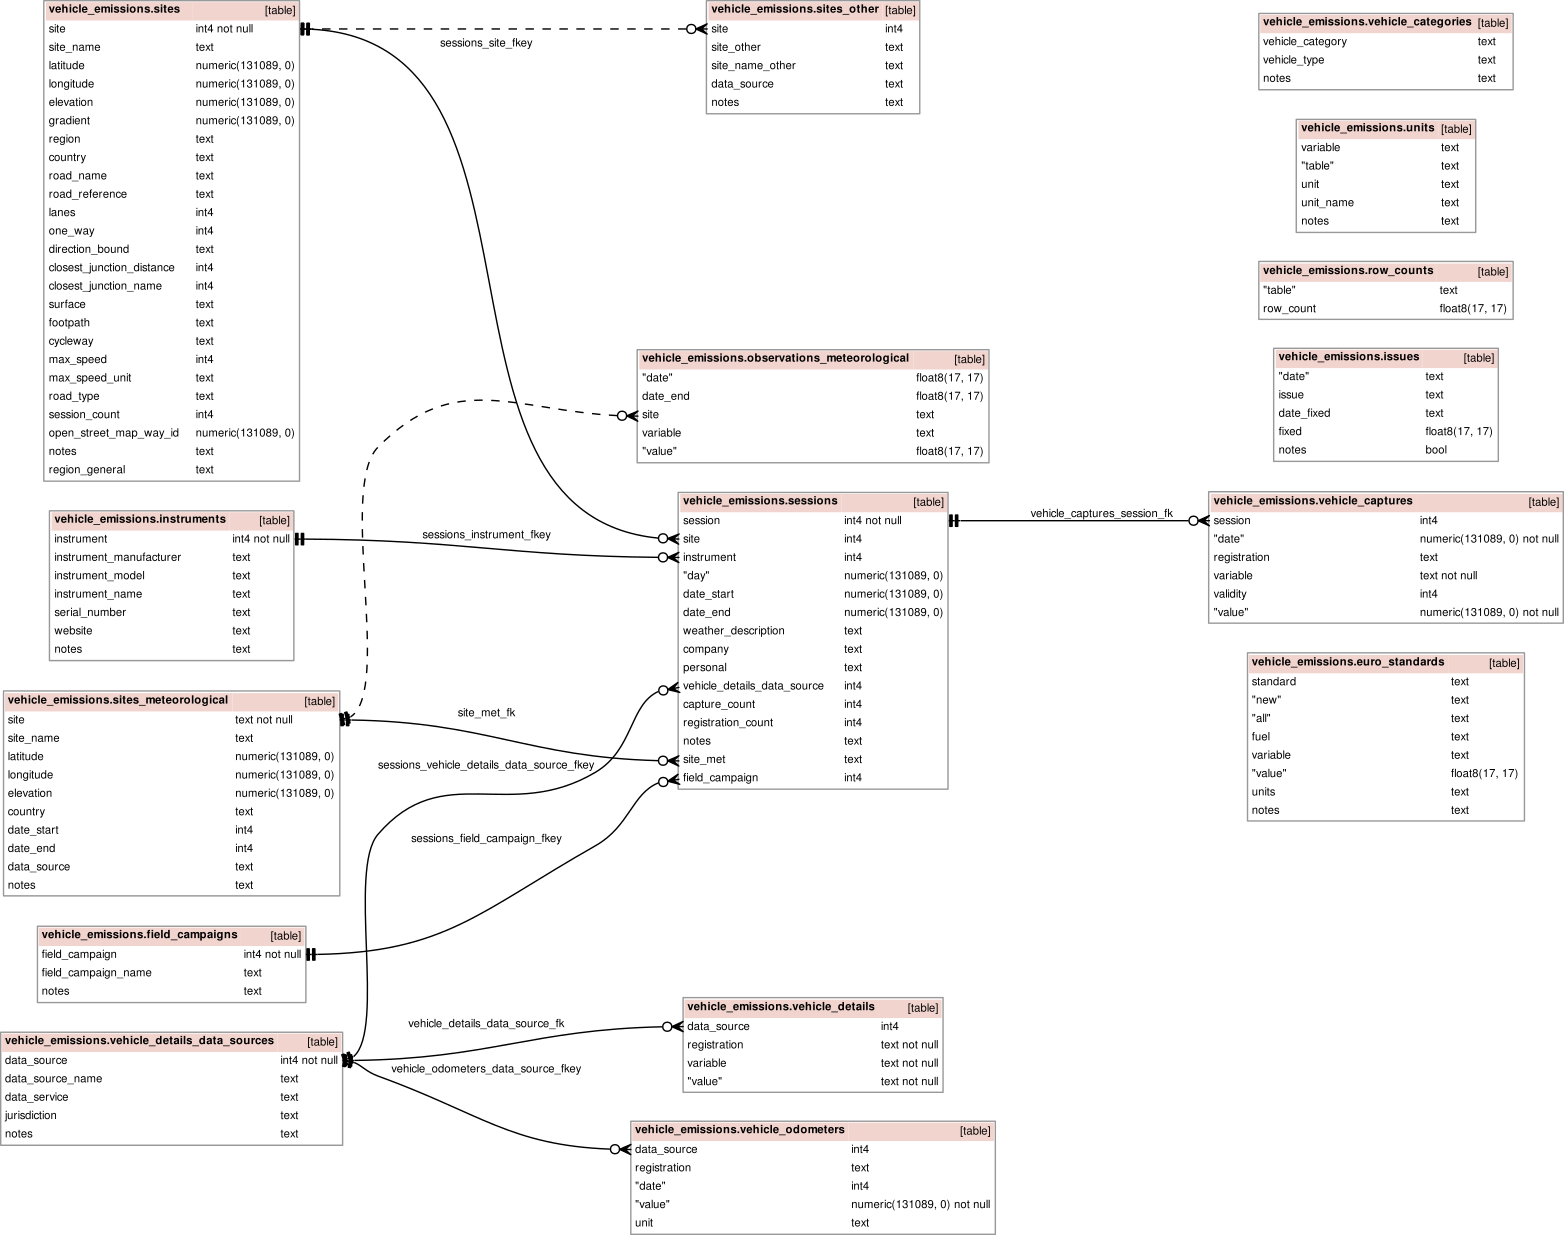 vehicle_emissions.sites [table]
site int4 not null
site_name text
latitude numeric(131089, 0)
longitude numeric(131089, 0)
elevation numeric(131089, 0)
gradient numeric(131089, 0)
region text
country text
road_name text
road_reference text
lanes int4
one_way int4
direction_bound text
closest_junction_distance int4
closest_junction_name int4
surface text
footpath text
cycleway text
max_speed int4
max_speed_unit text
road_type text
session_count int4
open_street_map_way_id numeric(131089, 0)
notes text
region_general text
vehicle_emissions.instruments [table]
instrument int4 not null
instrument_manufacturer text
instrument_model text
instrument_name text
serial_number text
website text
notes text
vehicle_emissions.sites_meteorological [table]
site text not null
site_name text
latitude numeric(131089, 0)
longitude numeric(131089, 0)
elevation numeric(131089, 0)
country text
date_start int4
date_end int4
data_source text
notes text
vehicle_emissions.field_campaigns [table]
field_campaign int4 not null
field_campaign_name text
notes text
vehicle_emissions.vehicle_details_data_sources [table]
data_source int4 not null
data_source_name text
data_service text
jurisdiction text
notes text
sessions_site_fkey
sessions_instrument_fkey
site_met_fk
sessions_vehicle_details_data_source_fkey
sessions_field_campaign_fkey
vehicle_details_data_source_fk
vehicle_odometers_data_source_fkey
vehicle_emissions.sites_other [table]
site int4
site_other text
site_name_other text
data_source text
notes text
vehicle_emissions.observations_meteorological [table]
"date" float8(17, 17)
date_end float8(17, 17)
site text
variable text
"value" float8(17, 17)
vehicle_emissions.sessions [table]
session int4 not null
site int4
instrument int4
"day" numeric(131089, 0)
date_start numeric(131089, 0)
date_end numeric(131089, 0)
weather_description text
company text
personal text
vehicle_details_data_source int4
capture_count int4
registration_count int4
notes text
site_met text
field_campaign int4
vehicle_emissions.vehicle_details [table]
data_source int4
registration text not null
variable text not null
"value" text not null
vehicle_emissions.vehicle_odometers [table]
data_source int4
registration text
"date" int4
"value" numeric(131089, 0) not null
unit text
vehicle_captures_session_fk
vehicle_emissions.vehicle_categories [table]
vehicle_category text
vehicle_type text
notes text
vehicle_emissions.units [table]
variable text
"table" text
unit text
unit_name text
notes text
vehicle_emissions.row_counts [table]
"table" text
row_count float8(17, 17)
vehicle_emissions.issues [table]
"date" text
issue text
date_fixed text
fixed float8(17, 17)
notes bool
vehicle_emissions.vehicle_captures [table]
session int4
"date" numeric(131089, 0) not null
registration text
variable text not null
validity int4
"value" numeric(131089, 0) not null
vehicle_emissions.euro_standards [table]
standard text
"new" text
"all" text
fuel text
variable text
"value" float8(17, 17)
units text
notes text